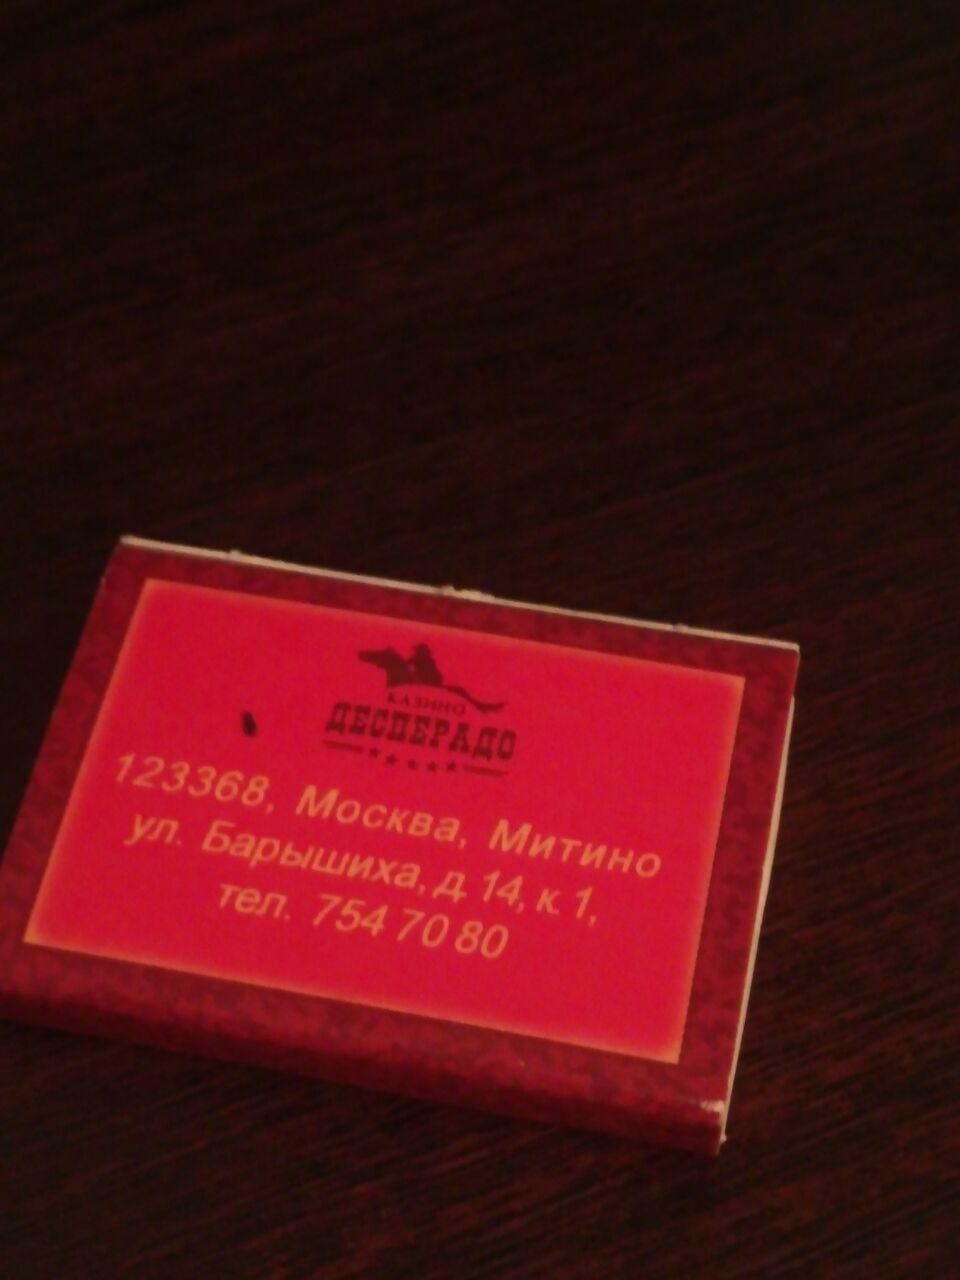 КАЗИНО
ДЕСПЕРАДО
123368, Москва, Митино
ул. Барышиха, д. 14, к. 1,
тел. 754 70 80